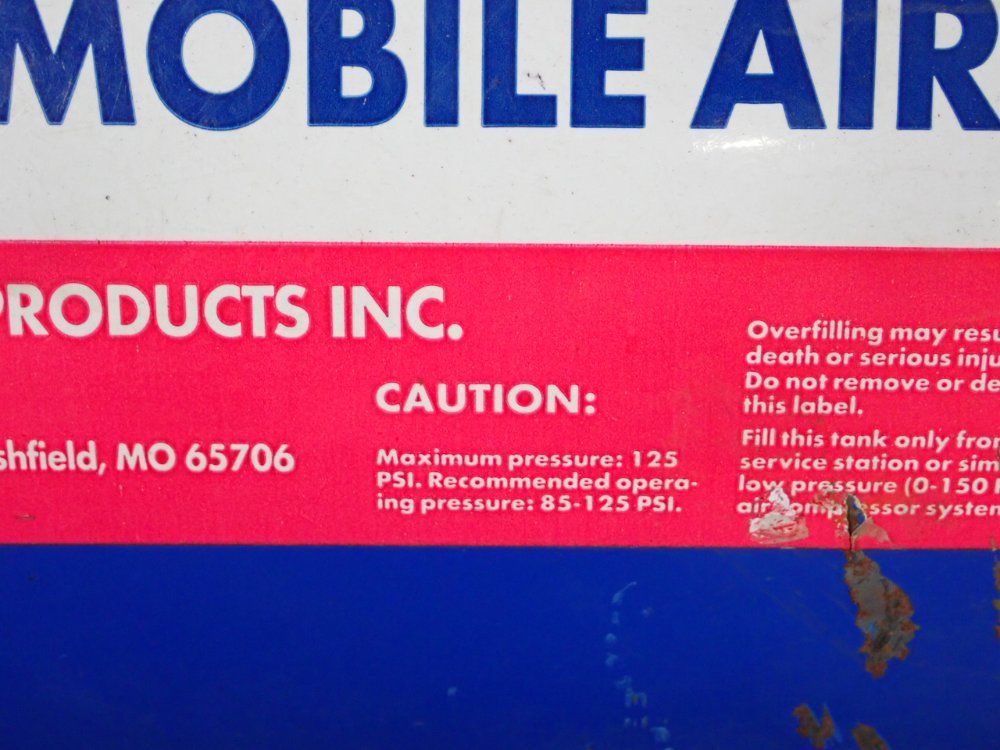 MOBILE AIR
PRODUCTS INC.
shfield, MO 65706
CAUTION:
Maximum pressure: 125
PSI. Recommended opera-
ing pressure: 85-125 PSI.
Overfilling may resu
death or serious inju
Do not remove or de
this label.
Fill this tank only from
service station or sim
low pressure (0-150 P
air compressor system